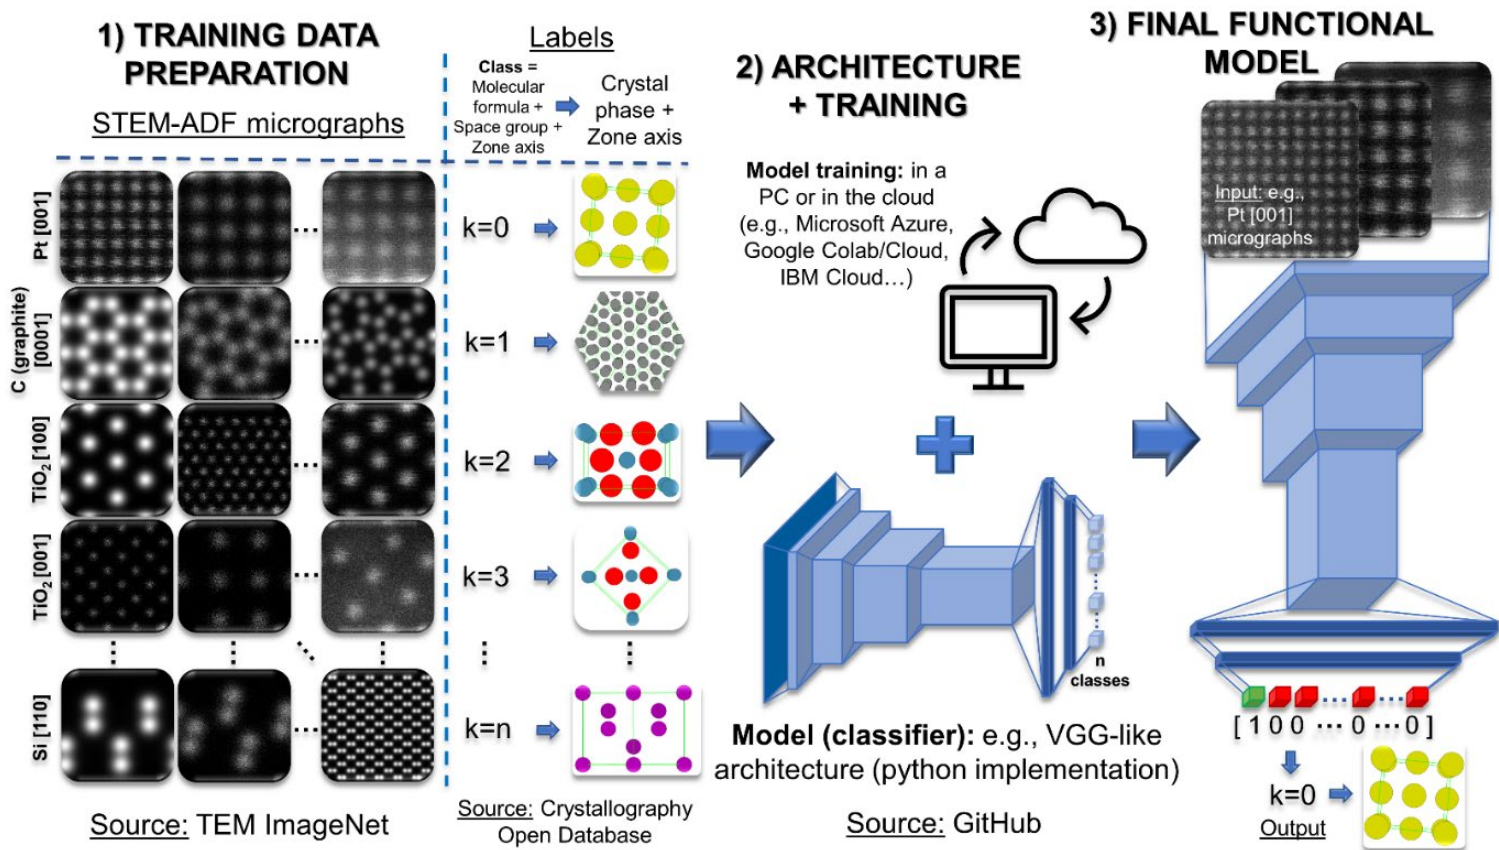 1) TRAINING DATA
PREPARATION
STEM-ADF micrographs
Labels
Class =
Molecular
formula +
Space group +
Zone axis
Crystal
phase +
Zone axis
Pt [001]
...
k=0
C (graphite)
[0001]
...
k=1
TiO₂ [100]
...
k=2
TiO₂ [001]
...
k=3
Si [110]
...
k=n
Source: TEM ImageNet
Source: Crystallography
Open Database
2) ARCHITECTURE
+ TRAINING
Model training: in a
PC or in the cloud
(e.g., Microsoft Azure,
Google Colab/Cloud,
IBM Cloud…)
n
classes
Model (classifier): e.g., VGG-like
architecture (python implementation)
Source: GitHub
3) FINAL FUNCTIONAL
MODEL
Input: e.g.,
Pt [001]
micrographs
[ 1 0 0 ... 0 ... 0 ]
k=0
Output